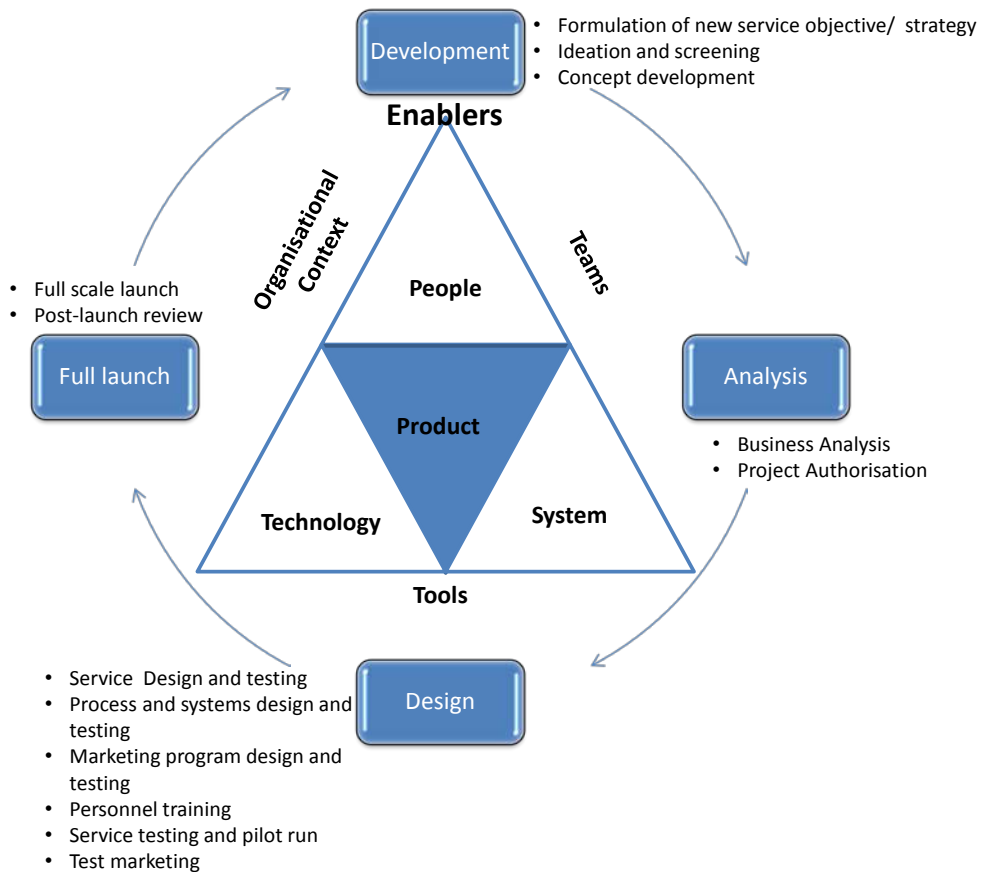 Development
• Formulation of new service objective/ strategy
• Ideation and screening
• Concept development
Enablers
Organisational
Context
Teams
People
• Full scale launch
• Post-launch review
Full launch
Analysis
Product
• Business Analysis
• Project Authorisation
Technology
System
Tools
• Service Design and testing
• Process and systems design and
testing
• Marketing program design and
testing
• Personnel training
• Service testing and pilot run
• Test marketing
Design